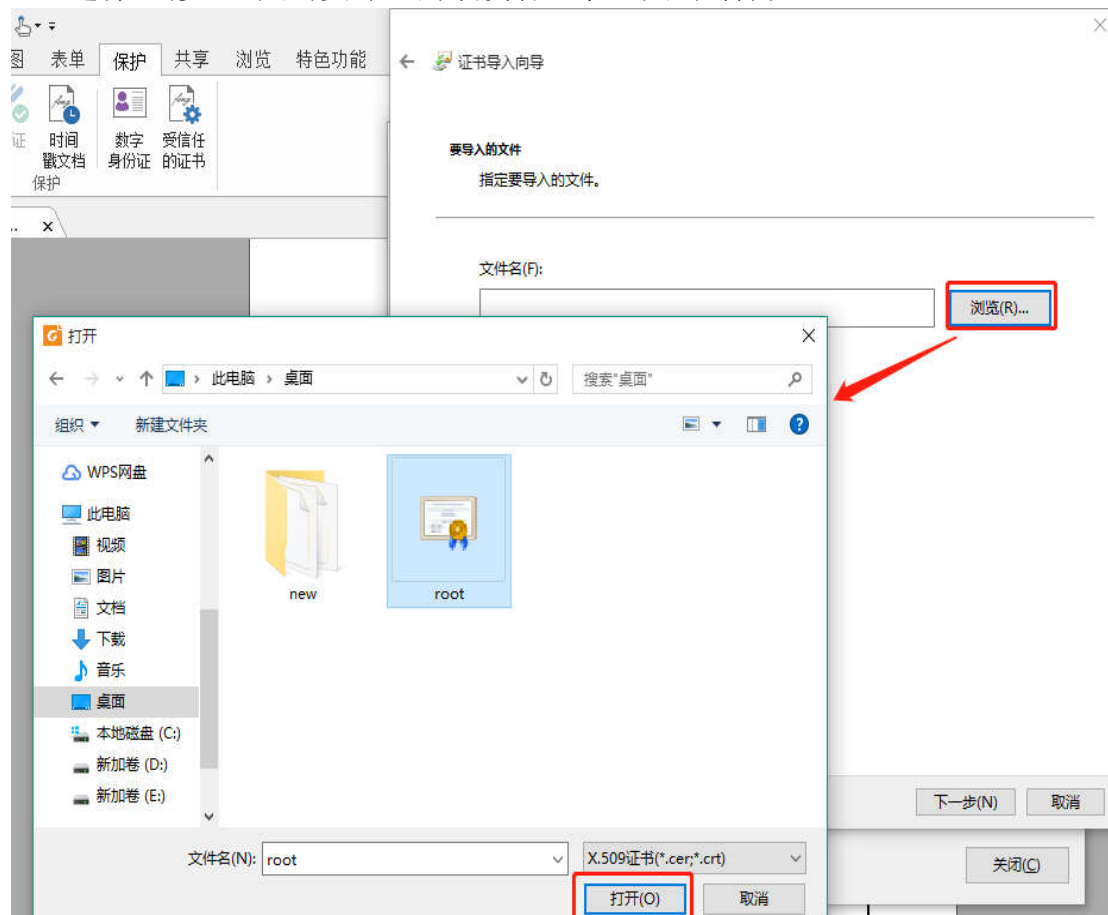 图 表单 保护 共享 浏览 特色功能
证 时间 数字 受信任
戳文档 身份证 的证书
保护
.. x
证书导入向导
要导入的文件
指定要导入的文件。
文件名(F):
浏览(R)...
打开
此电脑 › 桌面
搜索"桌面"
组织 新建文件夹
WPS网盘
此电脑
视频
图片
文档
下载
音乐
桌面
本地磁盘 (C:)
新加卷 (D:)
新加卷 (E:)
new
root
下一步(N) 取消
文件名(N): root X.509证书(*.cer;*.crt)
打开(O) 取消
关闭(C)